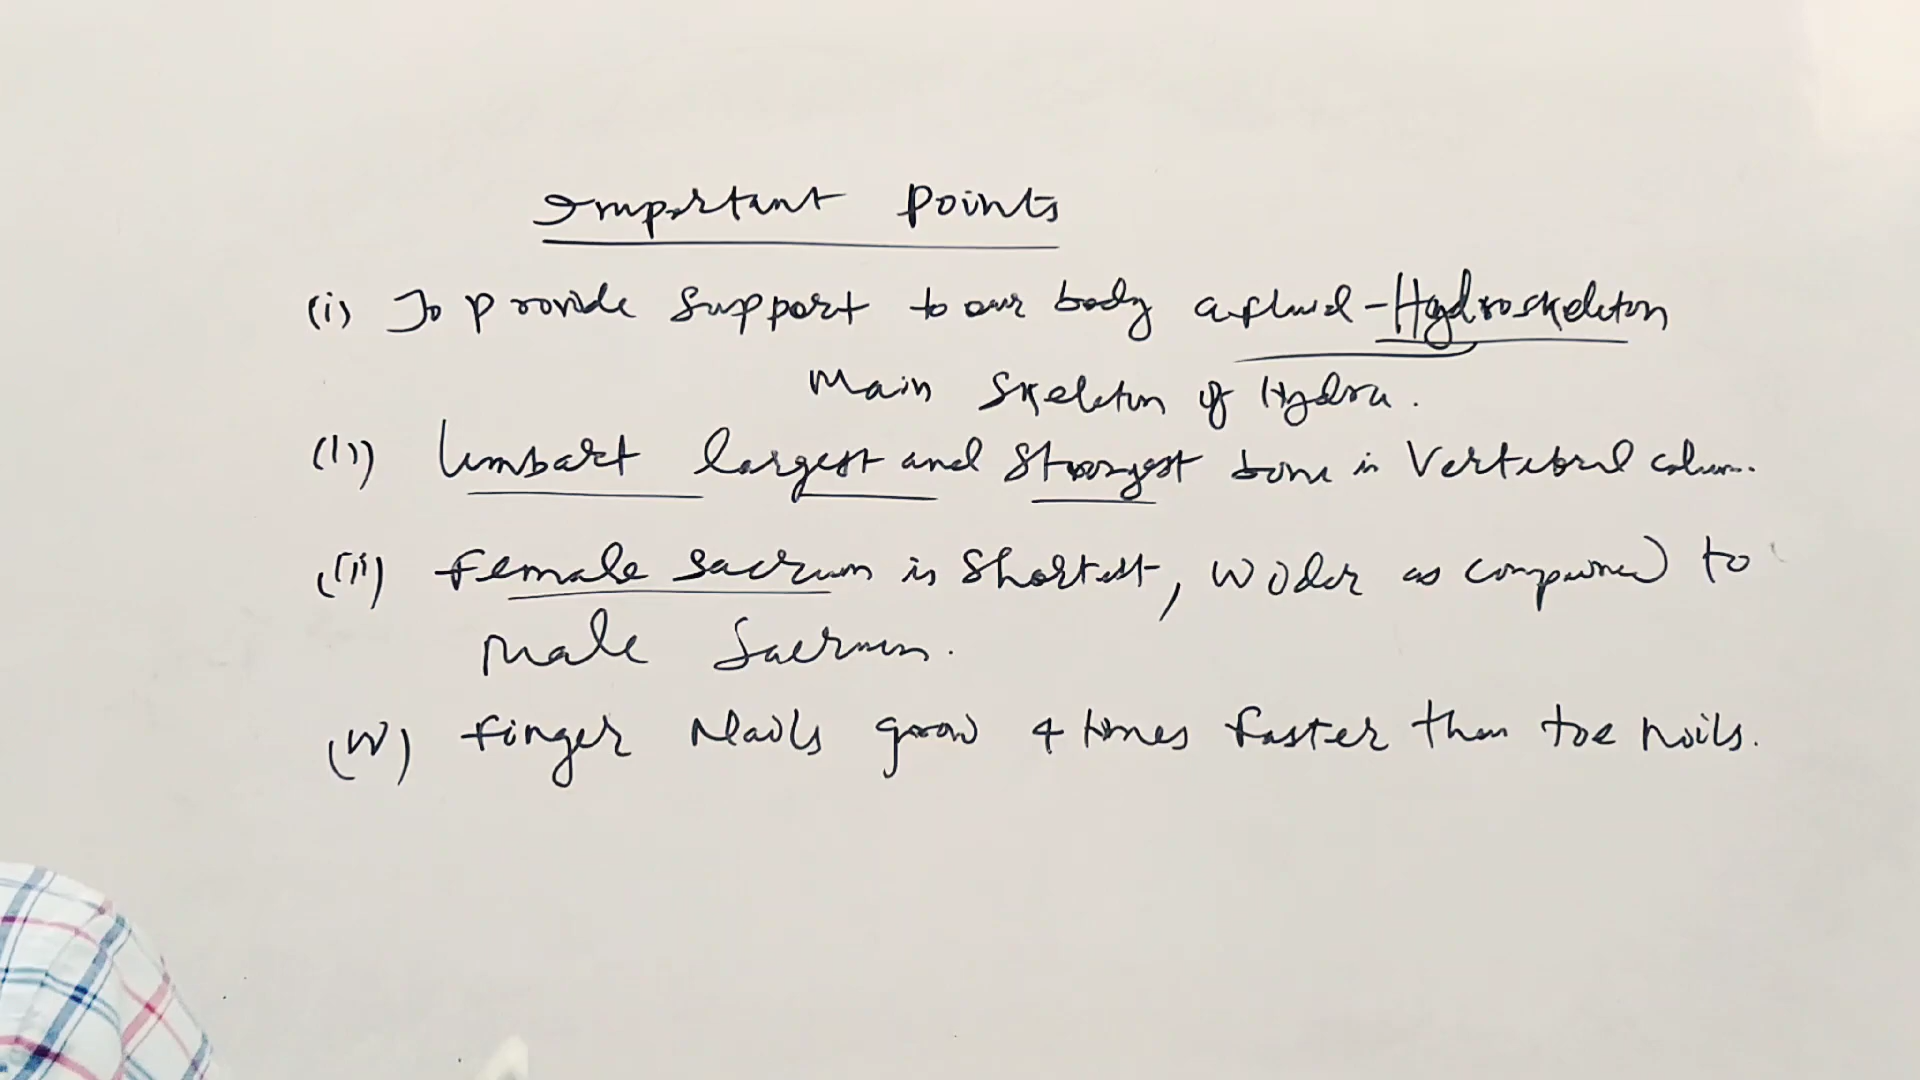 Important Points
(i) To provide support to our body a fluid - Hydroskeleton
Main Skeleton of Hydra.
(ii) Lumbart largest and Strongest bone in Vertebral colum.
(iii) Female Sacrum is Shortest, Wider as compared to
Male Sacrum.
(iv) Finger Nails grow 4 times faster than toe nails.